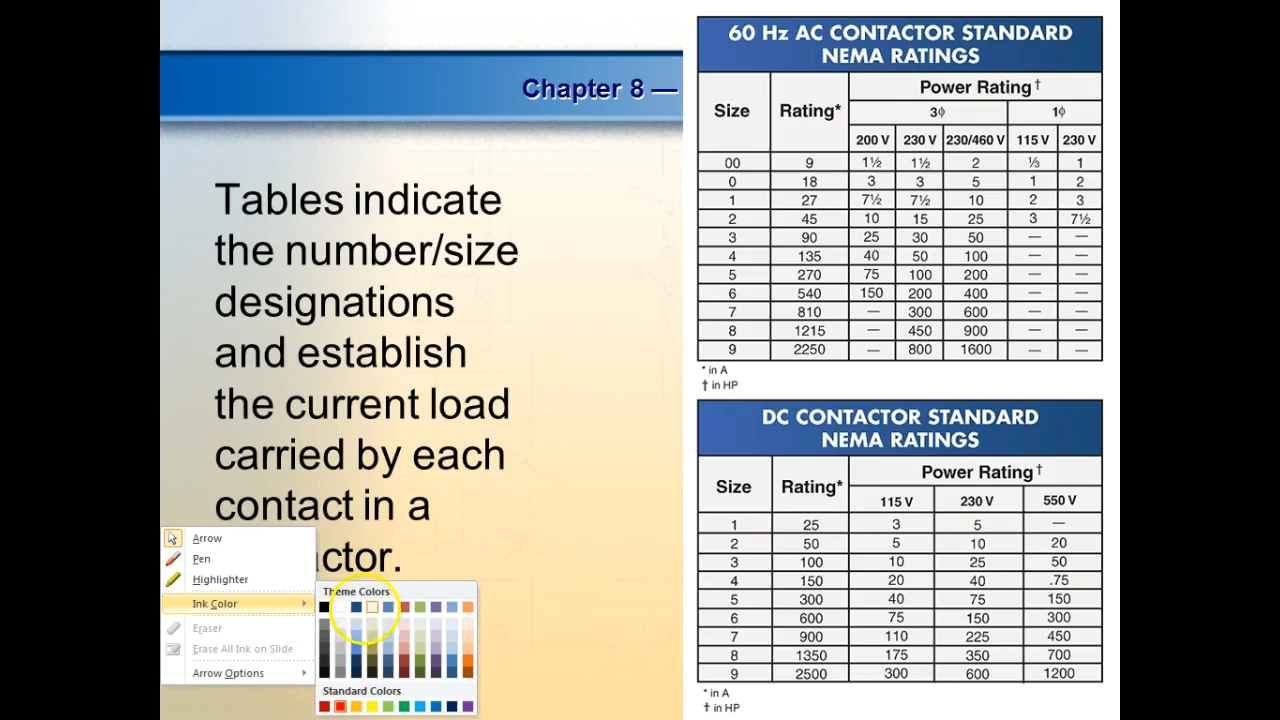 Chapter 8 —
Tables indicate
the number/size
designations
and establish
the current load
carried by each
contact in a
actor.
Arrow
Pen
Highlighter
Ink Color
Eraser
Erase All Ink on Slide
Arrow Options
Theme Colors
Standard Colors
60 Hz AC CONTACTOR STANDARD
NEMA RATINGS
Size Rating* Power Rating†
3ϕ 1ϕ
200 V 230 V 230/460 V 115 V 230 V
00 9 1½ 1½ 2 ⅓ 1
0 18 3 3 5 1 2
1 27 7½ 7½ 10 2 3
2 45 10 15 25 3 7½
3 90 25 30 50 — —
4 135 40 50 100 — —
5 270 75 100 200 — —
6 540 150 200 400 — —
7 810 — 300 600 — —
8 1215 — 450 900 — —
9 2250 — 800 1600 — —
* in A
† in HP
DC CONTACTOR STANDARD
NEMA RATINGS
Size Rating* Power Rating†
115 V 230 V 550 V
1 25 3 5 —
2 50 5 10 20
3 100 10 25 50
4 150 20 40 .75
5 300 40 75 150
6 600 75 150 300
7 900 110 225 450
8 1350 175 350 700
9 2500 300 600 1200
* in A
† in HP